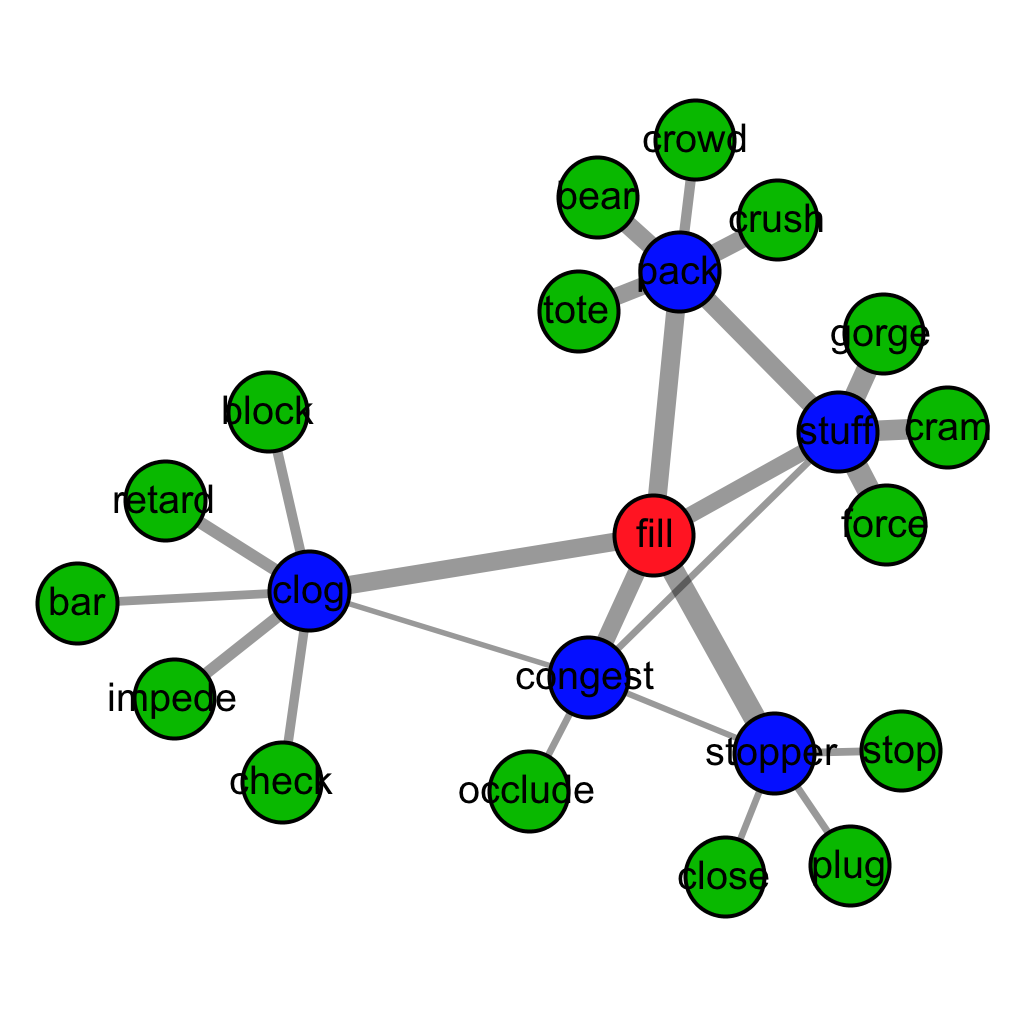 crowd
bear
crush
pack
tote
gorge
block
cram
stuff
retard
force
fill
clog
bar
congest
impede
stop
stopper
check
occlude
plug
close